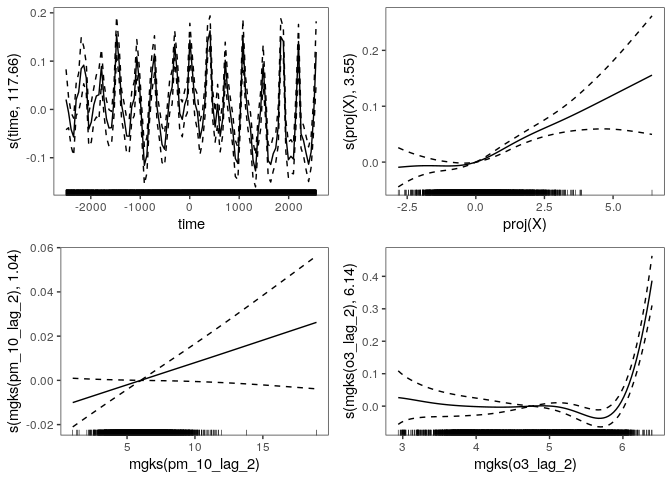 s(time, 117.66)
0.2
0.1
0.0
-0.1
-2000 -1000 0 1000 2000
time
s(proj(X), 3.55)
0.2
0.1
0.0
-2.5 0.0 2.5 5.0
proj(X)
s(mgks(pm_10_lag_2), 1.04)
0.06
0.04
0.02
0.00
-0.02
5 10 15
mgks(pm_10_lag_2)
s(mgks(o3_lag_2), 6.14)
0.4
0.3
0.2
0.1
0.0
3 4 5 6
mgks(o3_lag_2)